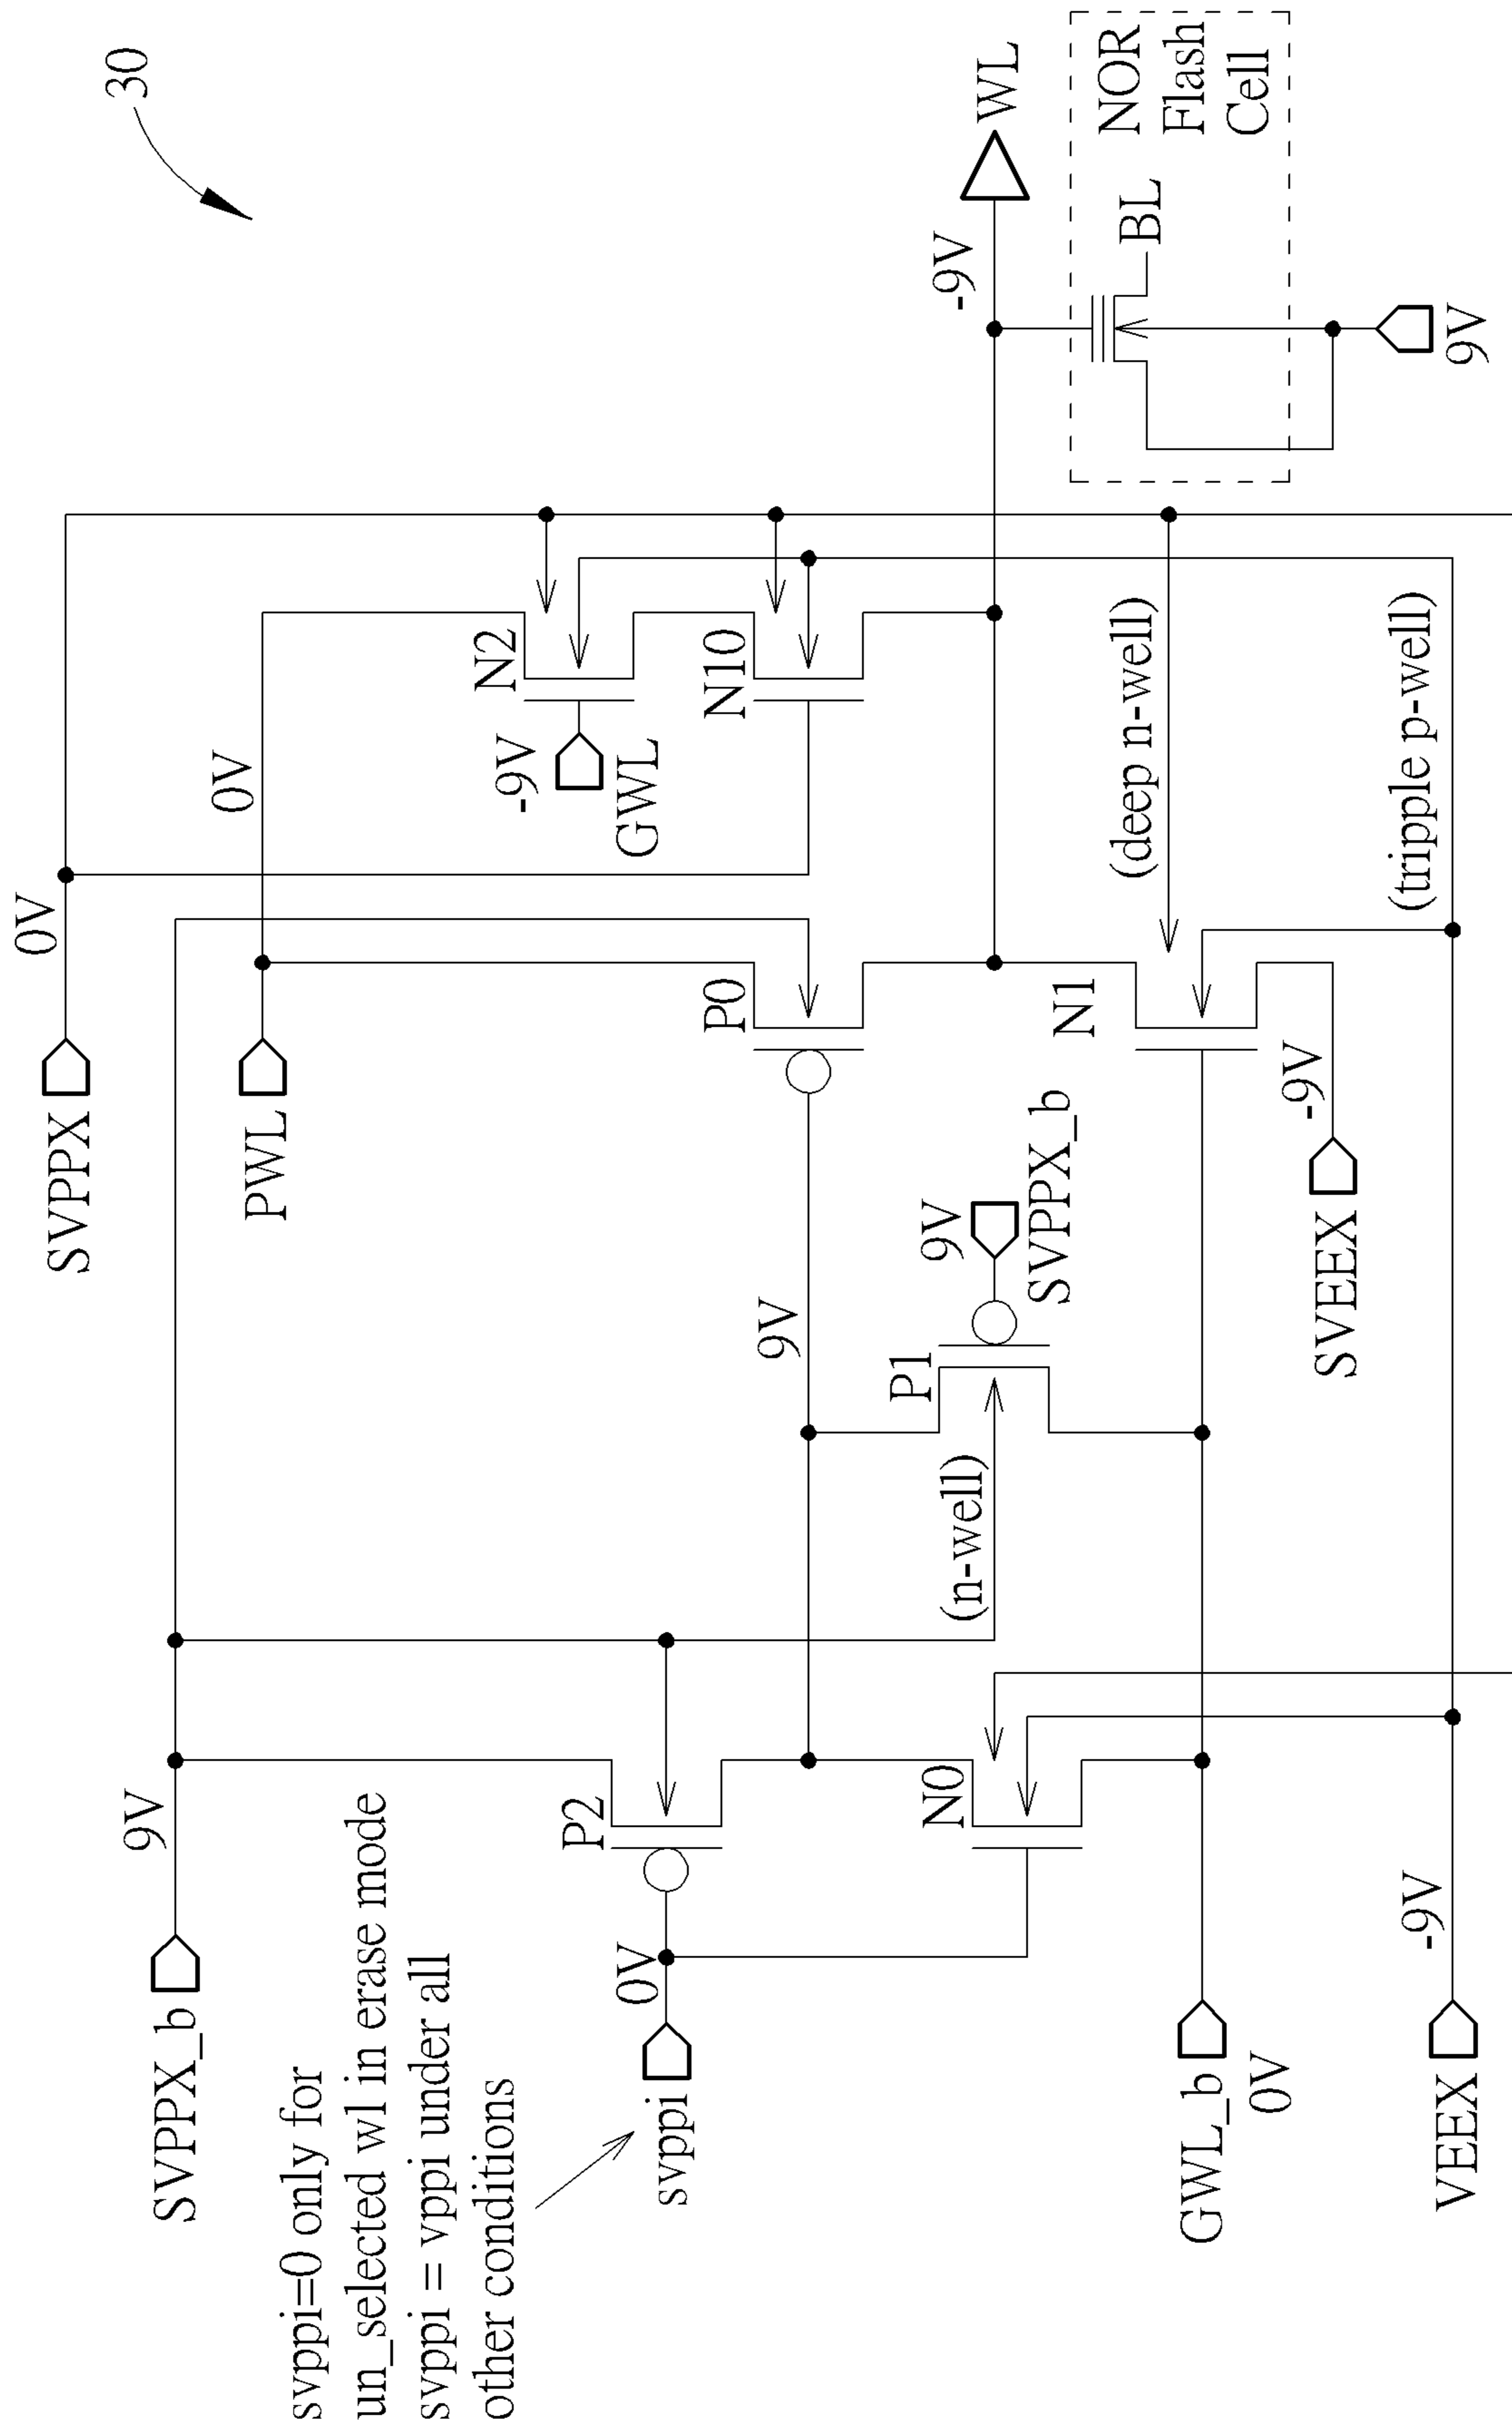 30
SVPPX
0V
PWL
0V
SVPPX_b
9V
svppi=0 only for
un_selected wl in erase mode
svppi = vppi under all
other conditions
svppi
0V
P2
N0
GWL_b
0V
VEEX
-9V
9V
P1
(n-well)
9V
SVPPX_b
P0
N1
SVEEX
-9V
N2
-9V
GWL
N10
(deep n-well)
(tripple p-well)
-9V
WL
BL
NOR
Flash
Cell
9V